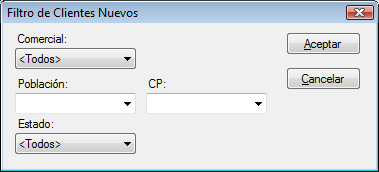 Filtro de Clientes Nuevos
Comercial:
<Todos>
Aceptar
Población:
CP:
Cancelar
Estado:
<Todos>